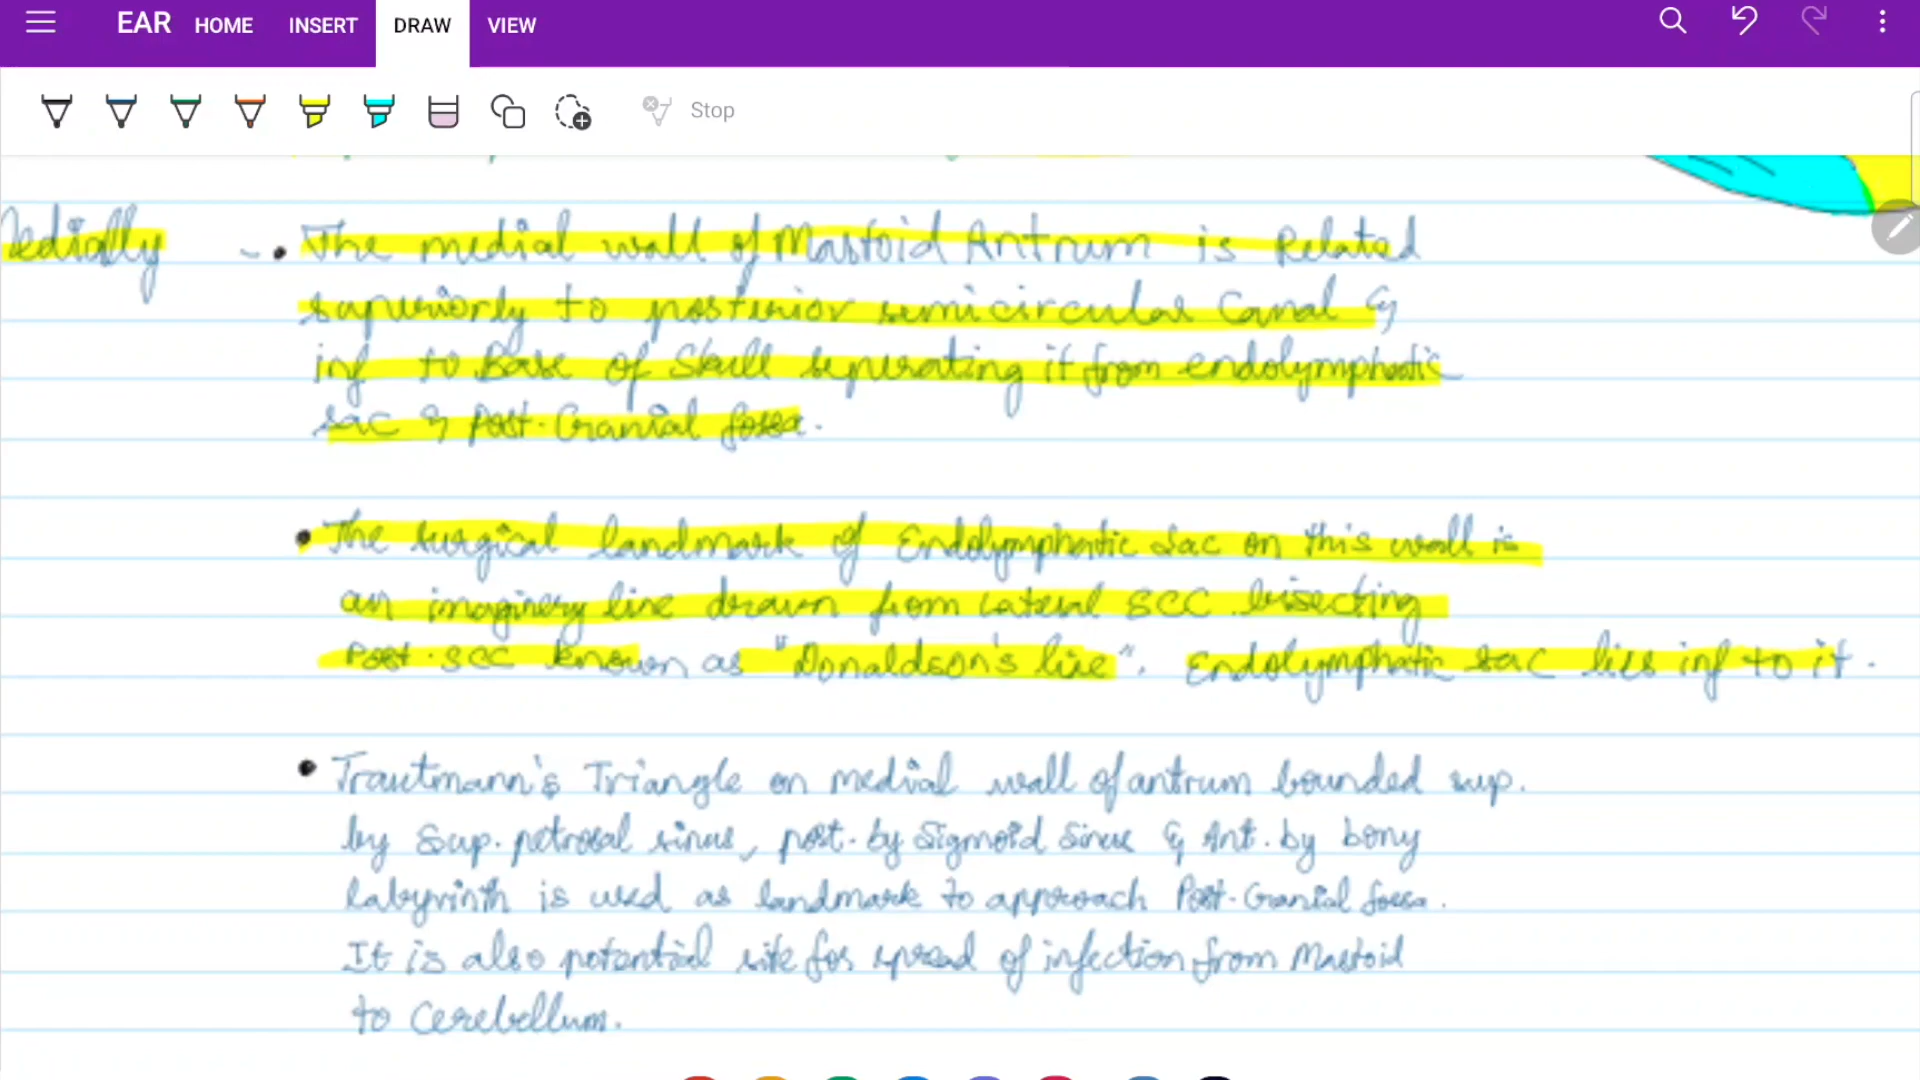 EAR HOME INSERT DRAW VIEW
Stop
Medially - • The medial wall of Mastoid Antrum is Related
superiorly to posterior semicircular Canal &
inf to Base of Skull seperating it from endolymphatic
sac & Post. Cranial fossa.
• The surgical landmark of Endolymphatic Sac on this wall is
an imaginery line drawn from Lateral SCC bisecting
Post. SCC known as "Donaldson's line". Endolymphatic sac lies inf to it.
• Trautmann's Triangle on medial wall of antrum bounded sup.
by Sup. petrosal sinus, post. by Sigmoid Sinus & Ant. by bony
labyrinth is used as landmark to approach Post. Cranial fossa.
It is also potential site for spread of infection from Mastoid
to Cerebellum.